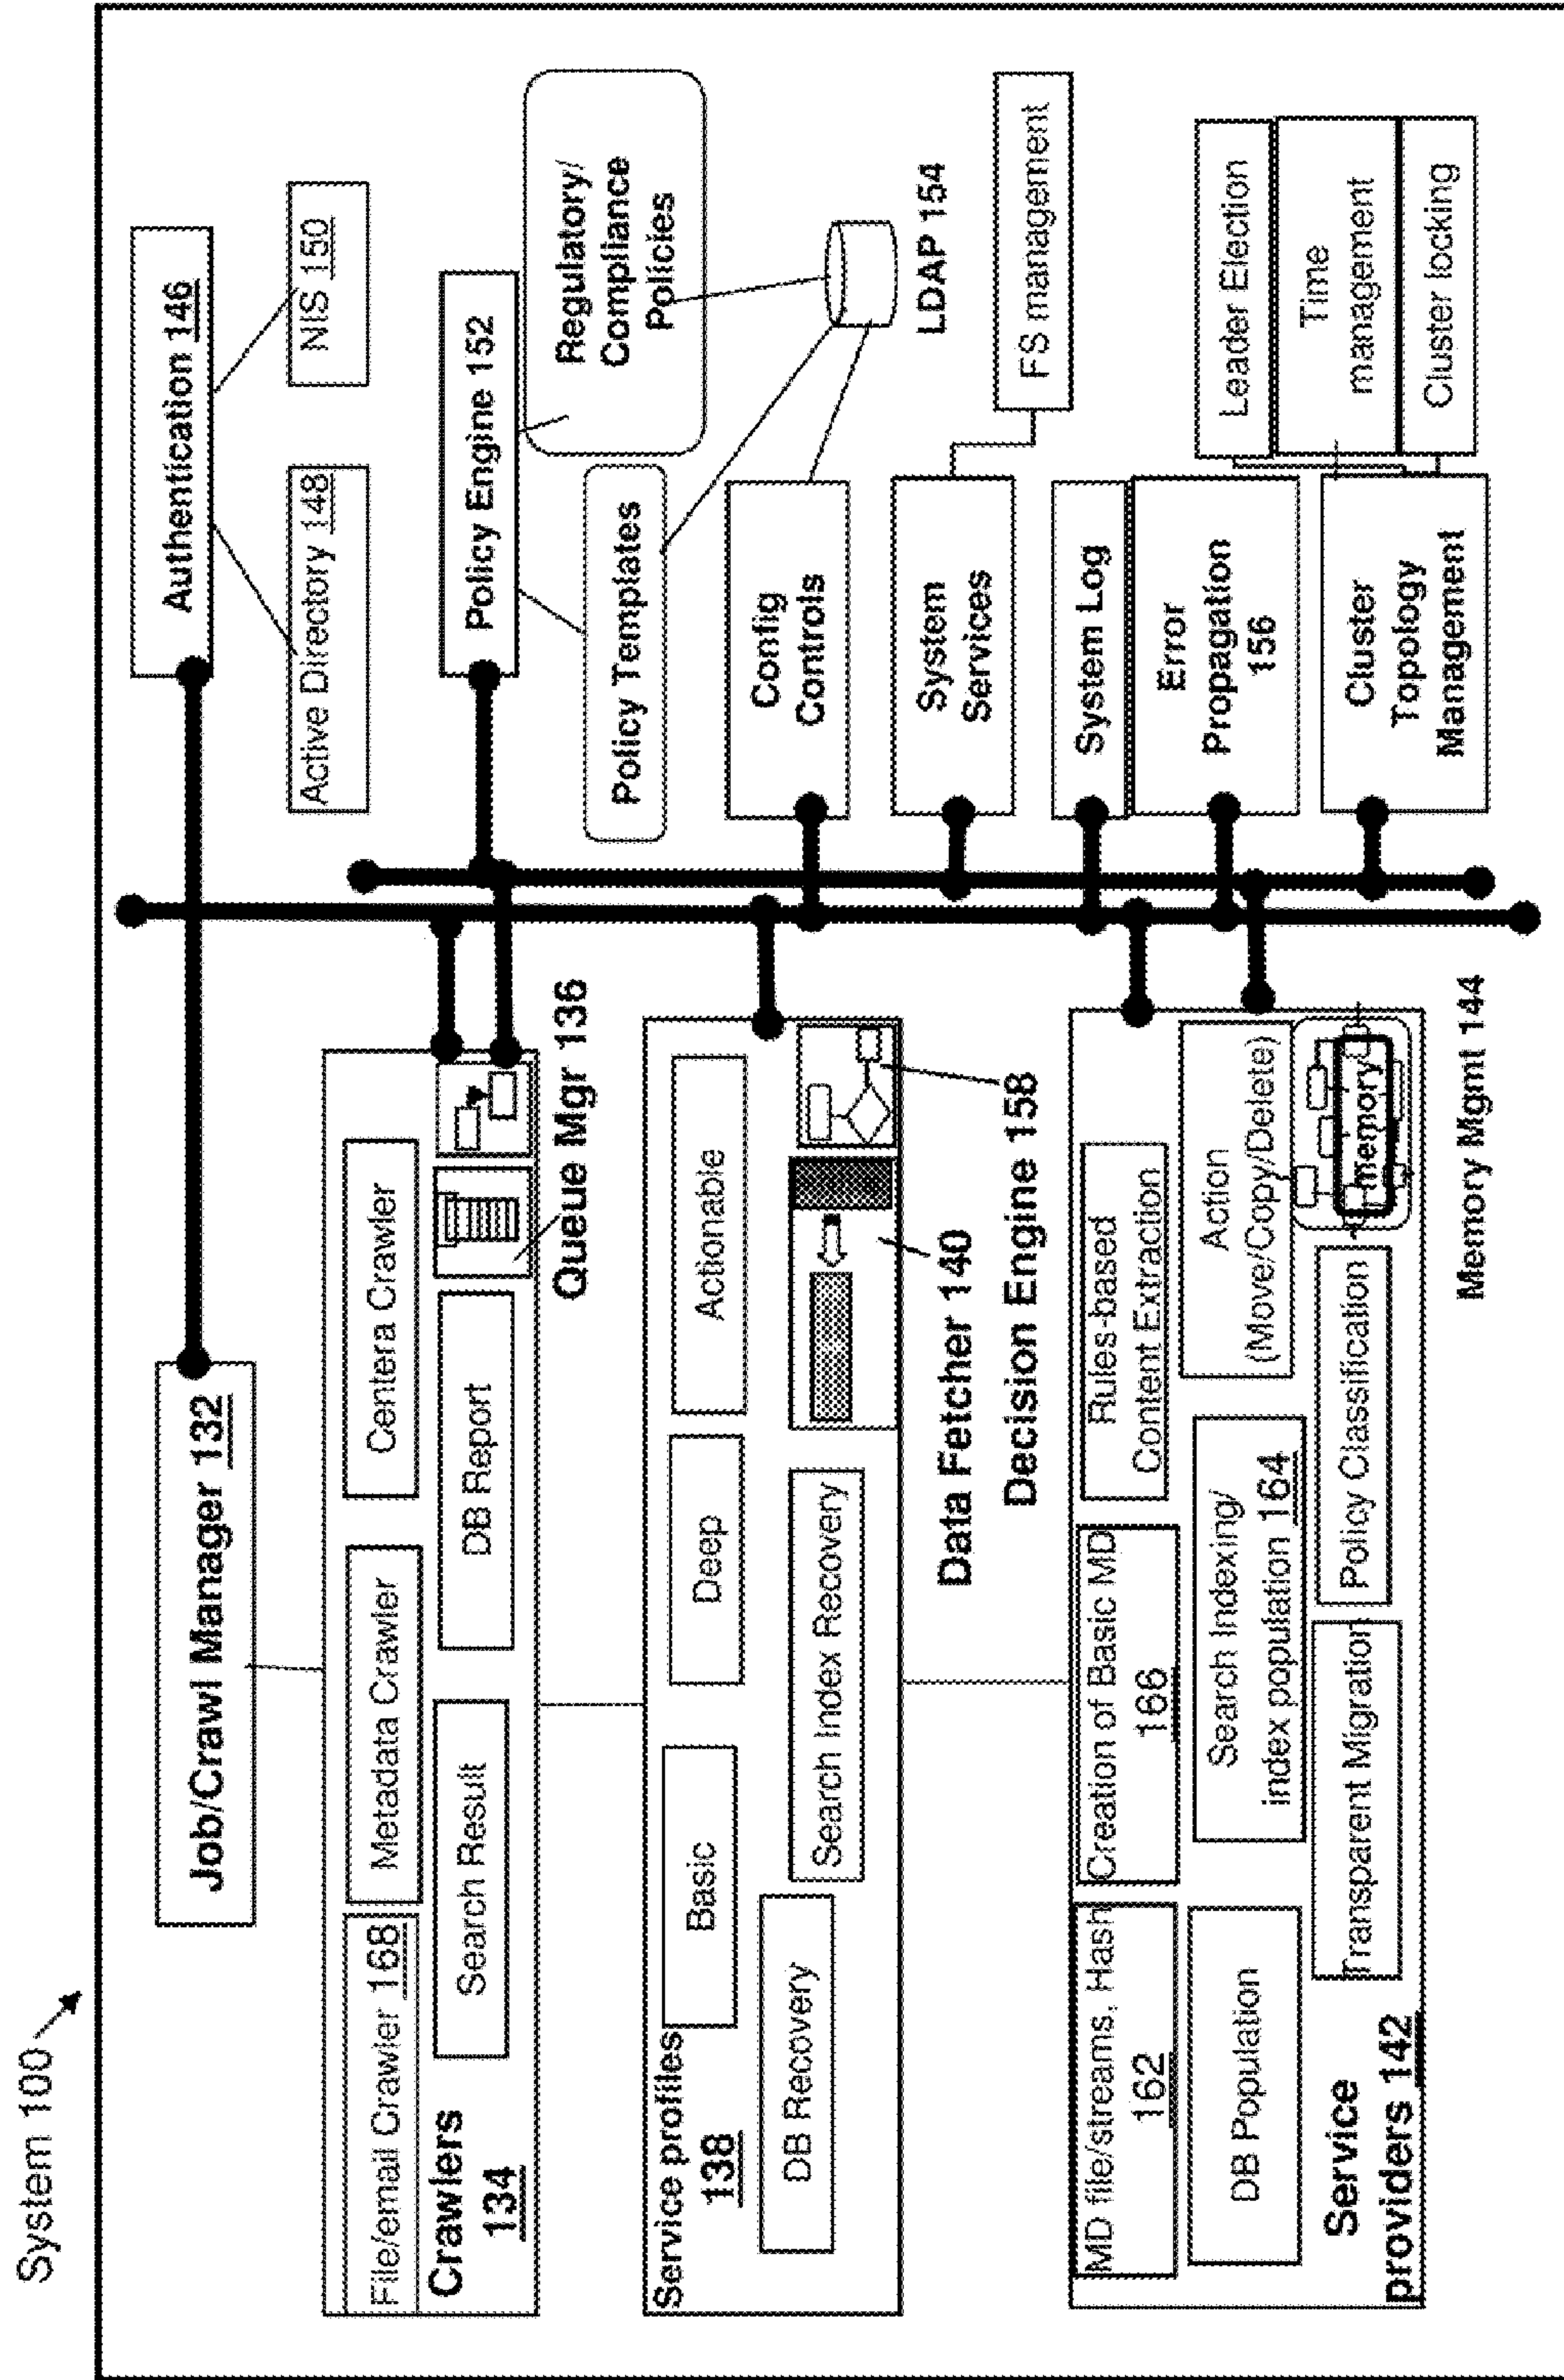 System 100
Job/Crawl Manager 132
Authentication 146
Active Directory 148
NIS 150
File/email Crawler 168
Metadata Crawler
Centera Crawler
Crawlers
134
Search Result
DB Report
Queue Mgr 136
Policy Engine 152
Policy Templates
Regulatory/
Compliance
Policies
LDAP 154
Service profiles
138
Basic
Deep
Actionable
DB Recovery
Search Index Recovery
Data Fetcher 140
Decision Engine 158
Config
Controls
System
Services
FS management
System Log
Error
Propagation
156
Cluster
Topology
Management
Leader Election
Time
management
Cluster locking
MD file/streams, Hash
162
Creation of Basic MD
166
Rules-based
Content Extraction
DB Population
Search Indexing/
index population 164
Action
(Move/Copy/Delete)
Service
providers 142
Transparent Migration
Policy Classification
memory
Memory Mgmt 144